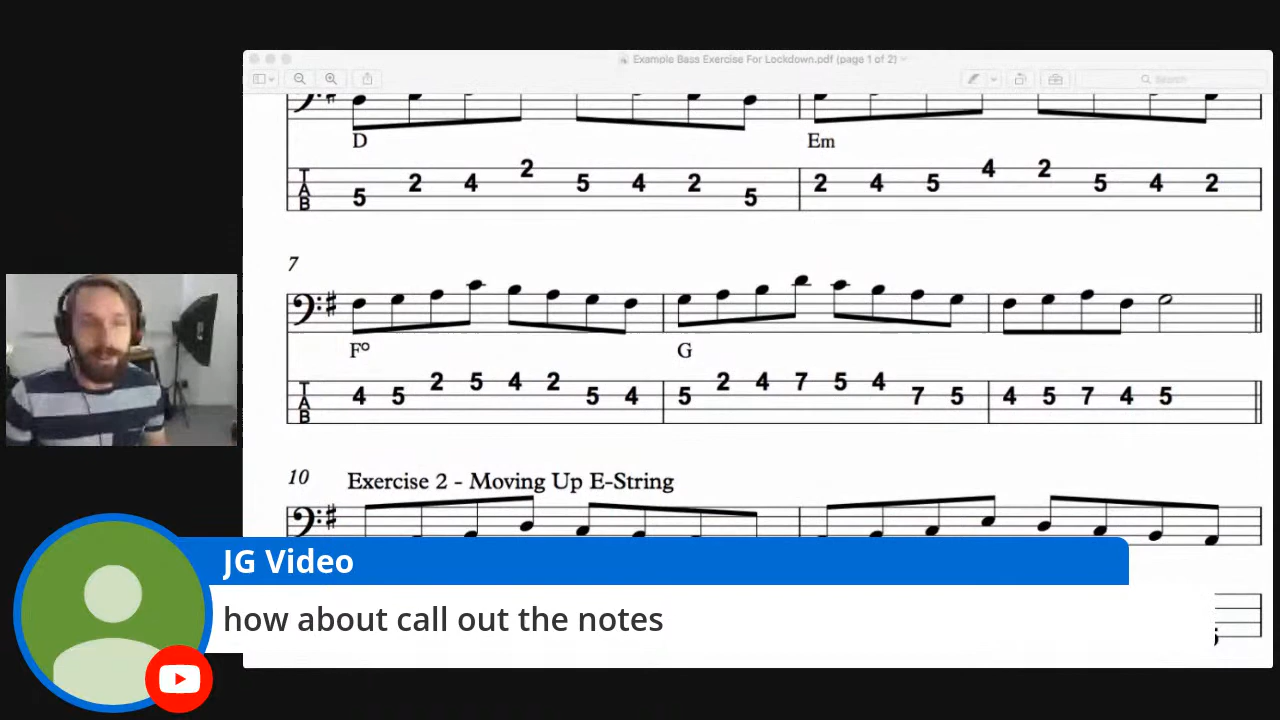 Example Bass Exercise For Lockdown.pdf (page 1 of 2)
Search
D Em
T A B 5 2 4 2 5 4 2 5 2 4 5 4 2 5 4 2
7
F° G
T A B 4 5 2 5 4 2 5 4 5 2 4 7 5 4 7 5 4 5 7 4 5
10 Exercise 2 - Moving Up E-String
JG Video
how about call out the notes